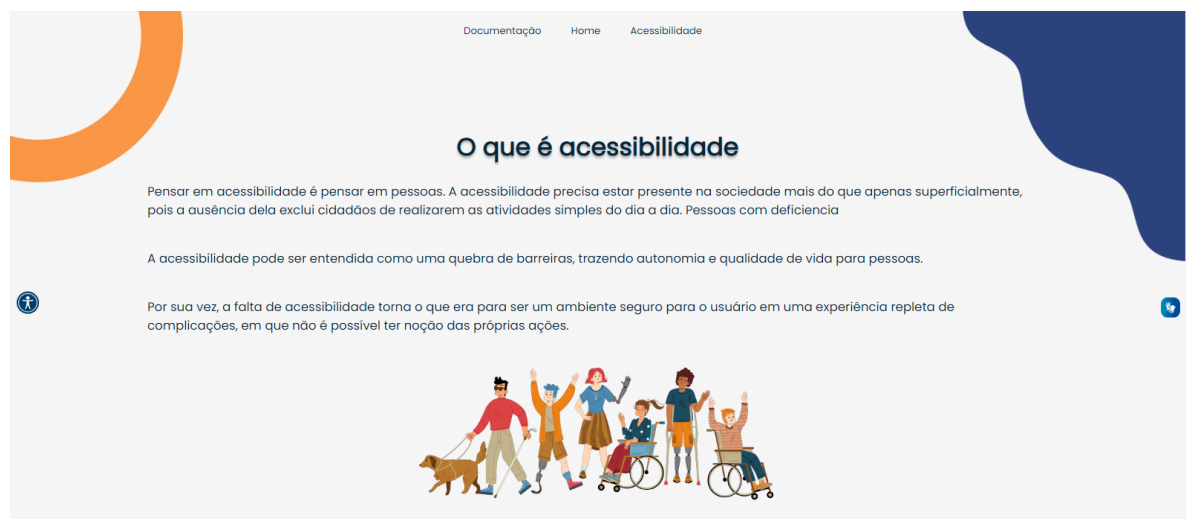 Documentação Home Acessibilidade
O que é acessibilidade
Pensar em acessibilidade é pensar em pessoas. A acessibilidade precisa estar presente na sociedade mais do que apenas superficialmente,
pois a ausência dela exclui cidadãos de realizarem as atividades simples do dia a dia. Pessoas com deficiencia
A acessibilidade pode ser entendida como uma quebra de barreiras, trazendo autonomia e qualidade de vida para pessoas.
Por sua vez, a falta de acessibilidade torna o que era para ser um ambiente seguro para o usuário em uma experiência repleta de
complicações, em que não é possível ter noção das próprias ações.